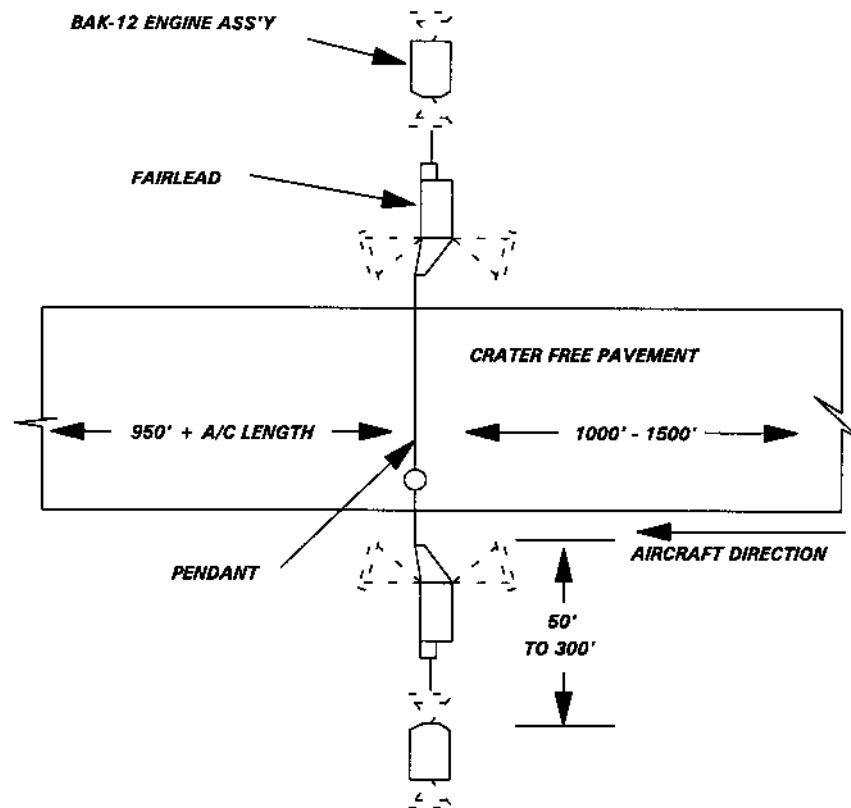 BAK-12 ENGINE ASS'Y
FAIRLEAD
CRATER FREE PAVEMENT
950' + A/C LENGTH
1000' - 1500'
AIRCRAFT DIRECTION
PENDANT
50'
TO 300'